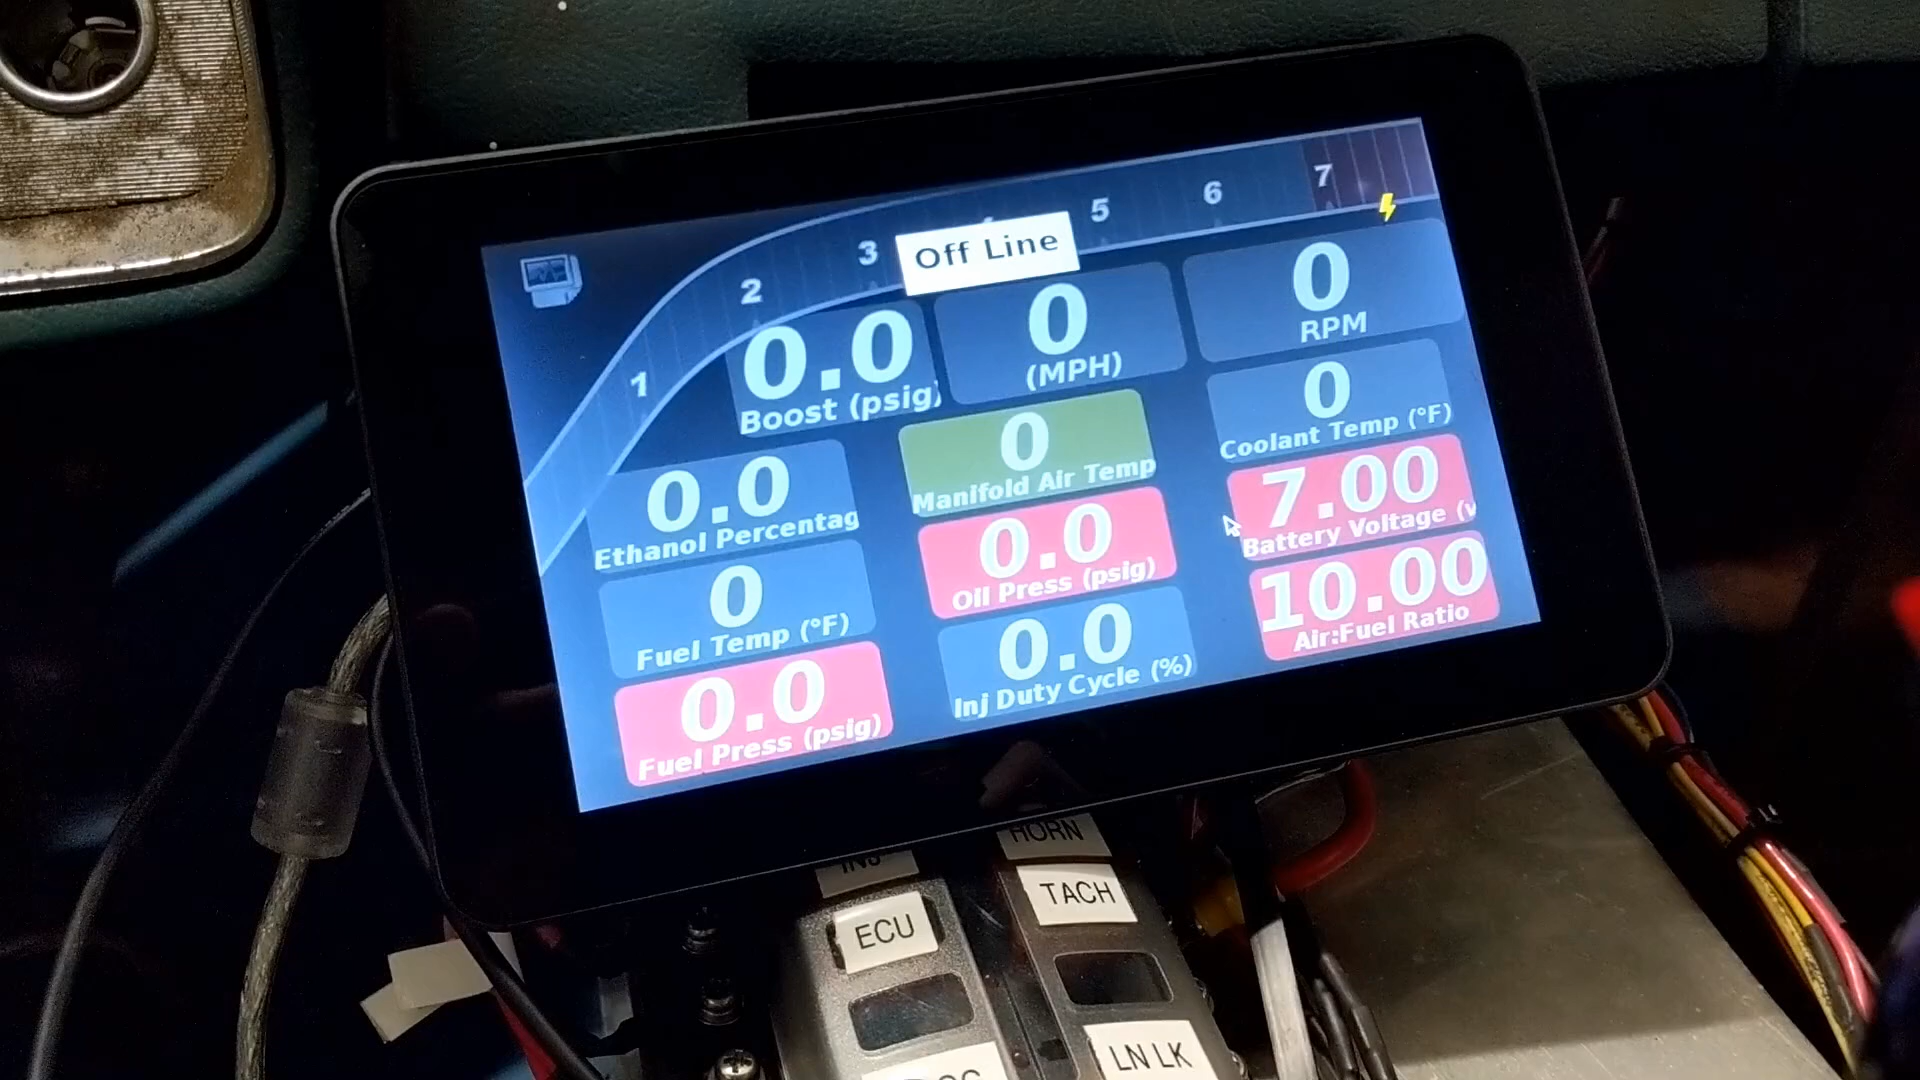 1
2
3
5
6
7
Off Line
0.0
Boost (psig)
0
(MPH)
0
RPM
0.0
Ethanol Percentag
0
Manifold Air Temp
0
Coolant Temp (°F)
0
Fuel Temp (°F)
0.0
Oil Press (psig)
7.00
Battery Voltage (v
0.0
Fuel Press (psig)
0.0
Inj Duty Cycle (%)
10.00
Air:Fuel Ratio
INJ
HORN
ECU
TACH
LN LK